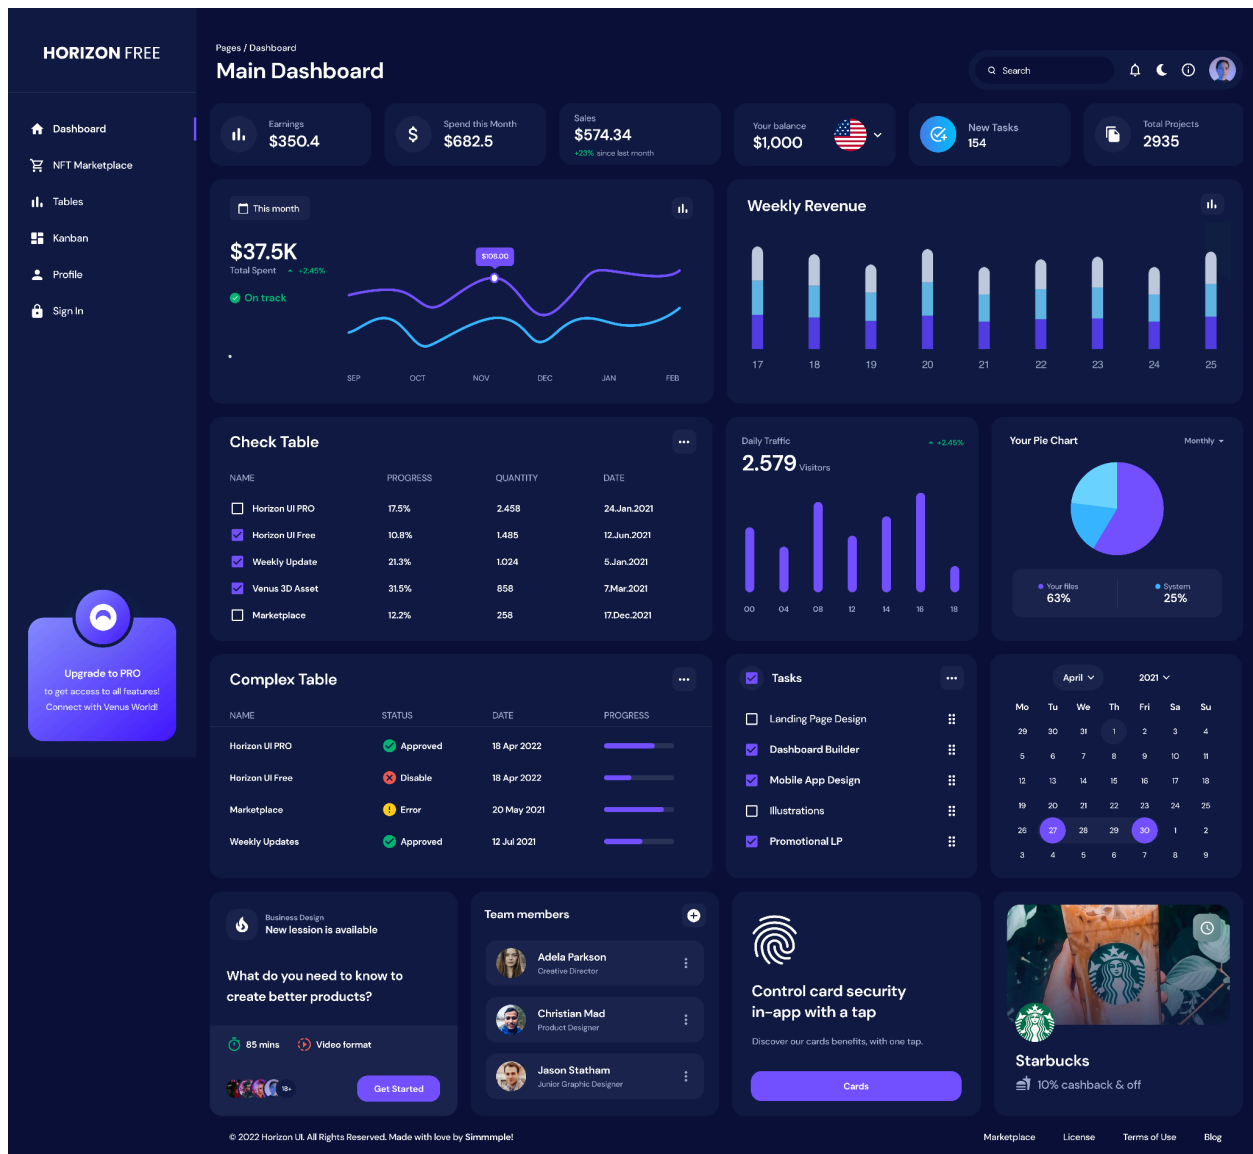 HORIZON FREE
Dashboard
NFT Marketplace
Tables
Kanban
Profile
Sign In
Upgrade to PRO
to get access to all features!
Connect with Venus World!
Pages / Dashboard
Main Dashboard
Search
Earnings
$350.4
Spend this Month
$682.5
Sales
$574.34
+23% since last month
Your balance
$1,000
New Tasks
154
Total Projects
2935
This month
$37.5K
Total Spent +2.45%
On track
$108.00
SEP OCT NOV DEC JAN FEB
Weekly Revenue
17 18 19 20 21 22 23 24 25
Check Table
NAME PROGRESS QUANTITY DATE
Horizon UI PRO 17.5% 2.458 24.Jan.2021
Horizon UI Free 10.8% 1.485 12.Jun.2021
Weekly Update 21.3% 1.024 5.Jan.2021
Venus 3D Asset 31.5% 858 7.Mar.2021
Marketplace 12.2% 258 17.Dec.2021
Daily Traffic +2.45%
2.579 Visitors
00 04 08 12 14 16 18
Your Pie Chart Monthly
Your files System
63% 25%
Complex Table
NAME STATUS DATE PROGRESS
Horizon UI PRO Approved 18 Apr 2022
Horizon UI Free Disable 18 Apr 2022
Marketplace Error 20 May 2021
Weekly Updates Approved 12 Jul 2021
Tasks
Landing Page Design
Dashboard Builder
Mobile App Design
Illustrations
Promotional LP
April 2021
Mo Tu We Th Fri Sa Su
29 30 31 1 2 3 4
5 6 7 8 9 10 11
12 13 14 15 16 17 18
19 20 21 22 23 24 25
26 27 28 29 30 1 2
3 4 5 6 7 8 9
Business Design
New lession is available
What do you need to know to
create better products?
85 mins Video format
18+
Get Started
Team members
Adela Parkson
Creative Director
Christian Mad
Product Designer
Jason Statham
Junior Graphic Designer
Control card security
in-app with a tap
Discover our cards benefits, with one tap.
Cards
Starbucks
10% cashback & off
© 2022 Horizon UI. All Rights Reserved. Made with love by Simmmple!
Marketplace License Terms of Use Blog